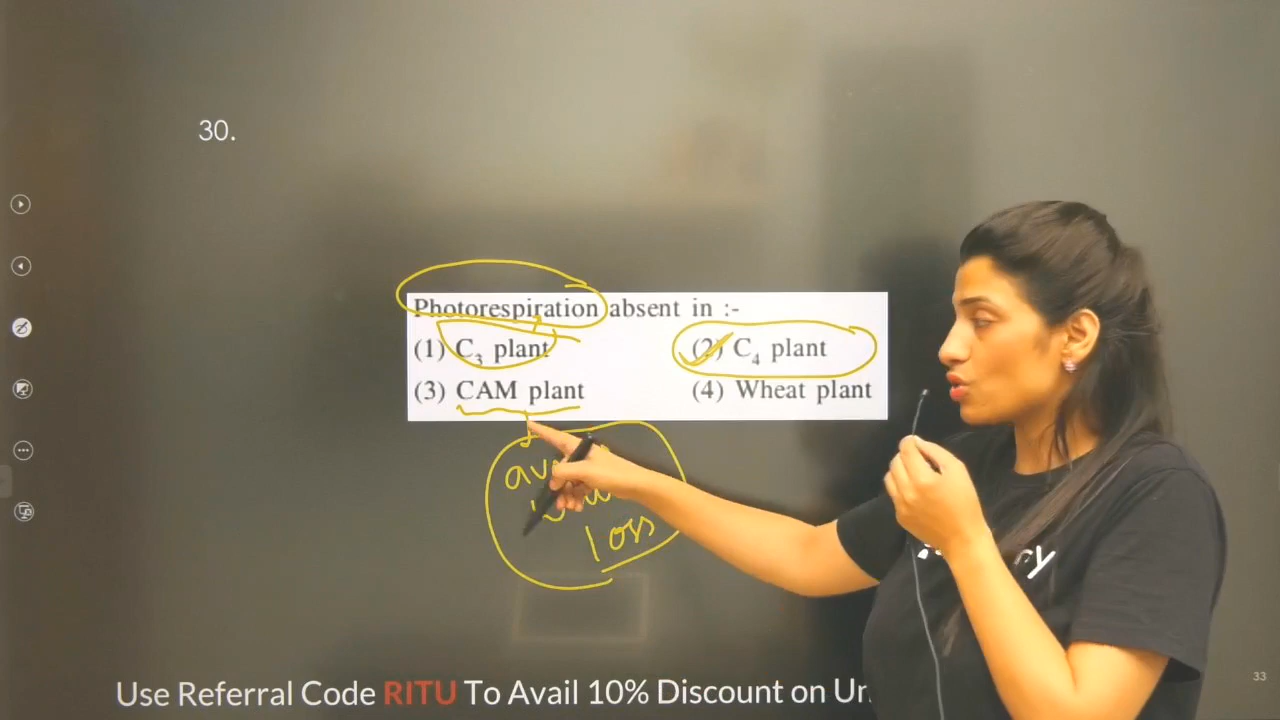 30.
Photorespiration absent in :-
(1) C₃ plant
(2) C₄ plant
(3) CAM plant
(4) Wheat plant
loss
Use Referral Code RITU To Avail 10% Discount on
33